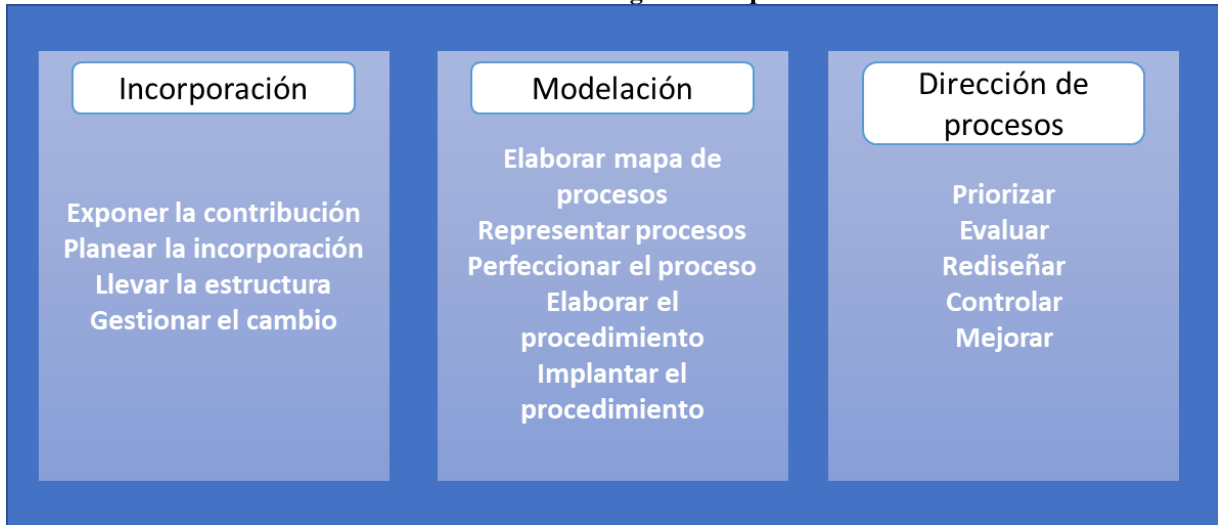 Incorporación
Exponer la contribución
Planear la incorporación
Llevar la estructura
Gestionar el cambio
Modelación
Elaborar mapa de
procesos
Representar procesos
Perfeccionar el proceso
Elaborar el
procedimiento
Implantar el
procedimiento
Dirección de
procesos
Priorizar
Evaluar
Rediseñar
Controlar
Mejorar